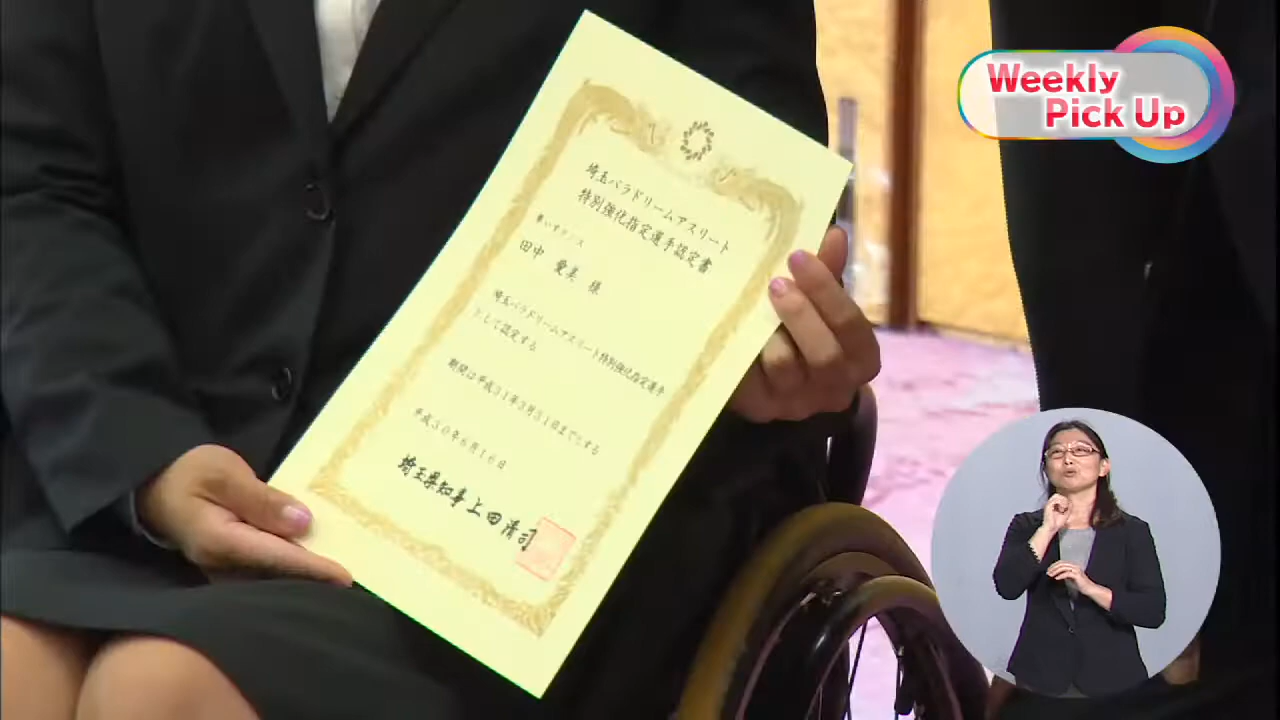 Weekly
Pick Up
埼玉パラドリームアスリート
特別強化指定選手認定書
車いすテニス
田中 愛美 様
埼玉パラドリームアスリート特別強化指定選手
として認定する
期間は平成31年3月31日までとする
平成30年6月16日
埼玉県知事 上田清司